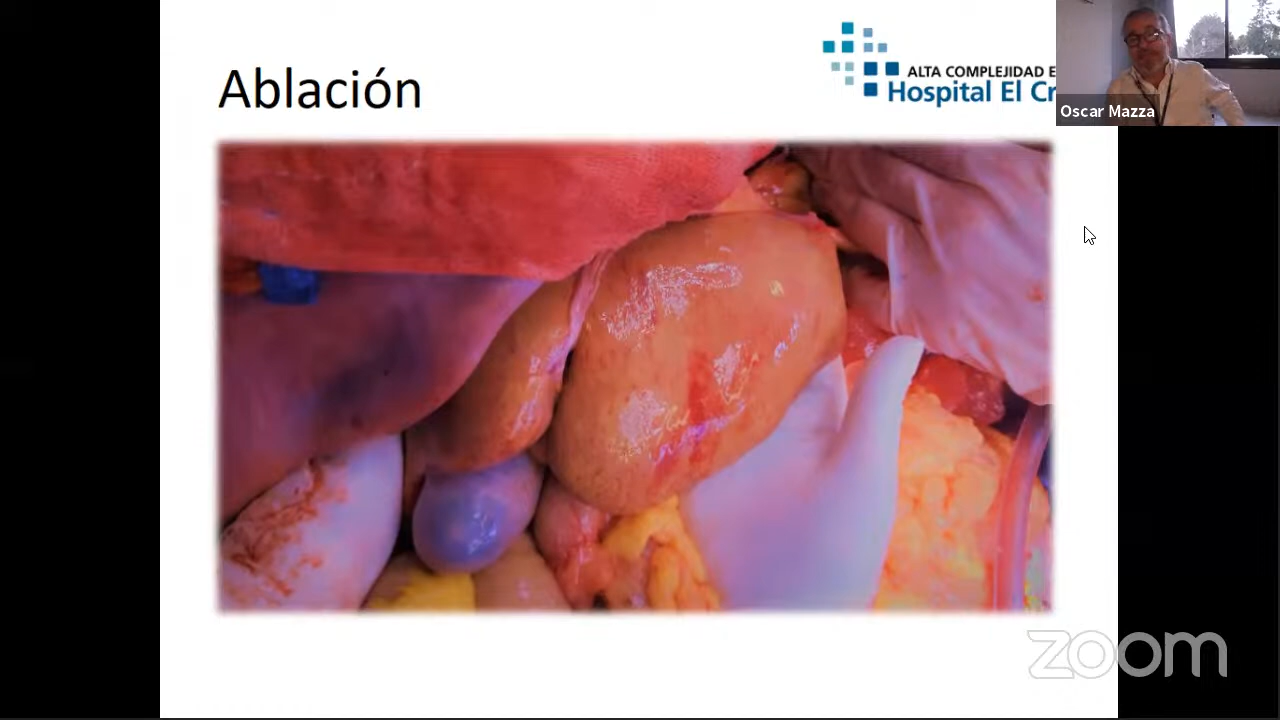 Ablación
ALTA COMPLEJIDAD E
Hospital El Cr
Oscar Mazza
zoom